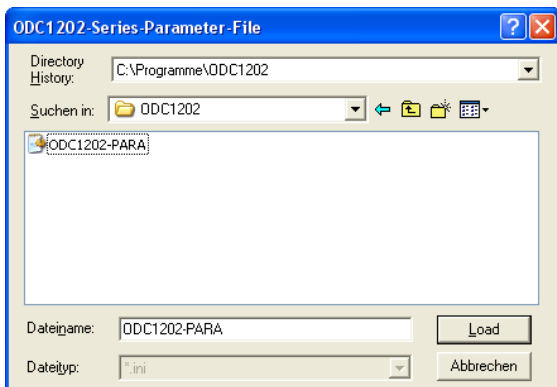 ODC1202-Series-Parameter-File
Directory
History:
C:\Programme\ODC1202
Suchen in:
ODC1202
ODC1202-PARA
Dateiname:
ODC1202-PARA
Load
Dateityp:
*.ini
Abbrechen